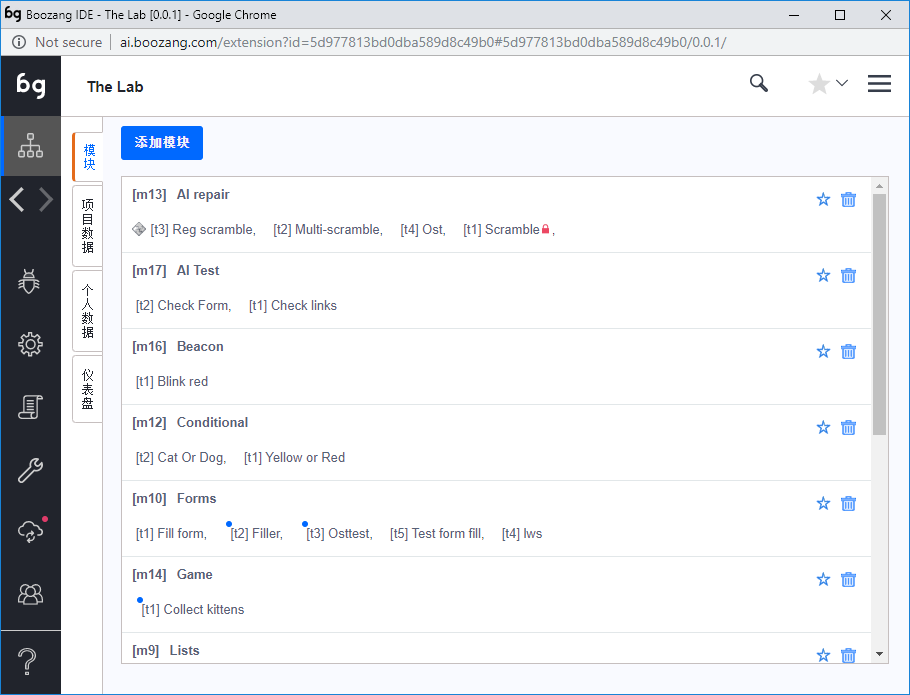 bg Boozang IDE - The Lab [0.0.1] - Google Chrome
Not secure | ai.boozang.com/extension?id=5d977813bd0dba589d8c49b0#5d977813bd0dba589d8c49b0/0.0.1/
bg
The Lab
模块
项目数据
个人数据
仪表盘
添加模块
[m13] AI repair
[t3] Reg scramble, [t2] Multi-scramble, [t4] Ost, [t1] Scramble,
[m17] AI Test
[t2] Check Form, [t1] Check links
[m16] Beacon
[t1] Blink red
[m12] Conditional
[t2] Cat Or Dog, [t1] Yellow or Red
[m10] Forms
[t1] Fill form, [t2] Filler, [t3] Osttest, [t5] Test form fill, [t4] lws
[m14] Game
[t1] Collect kittens
[m9] Lists